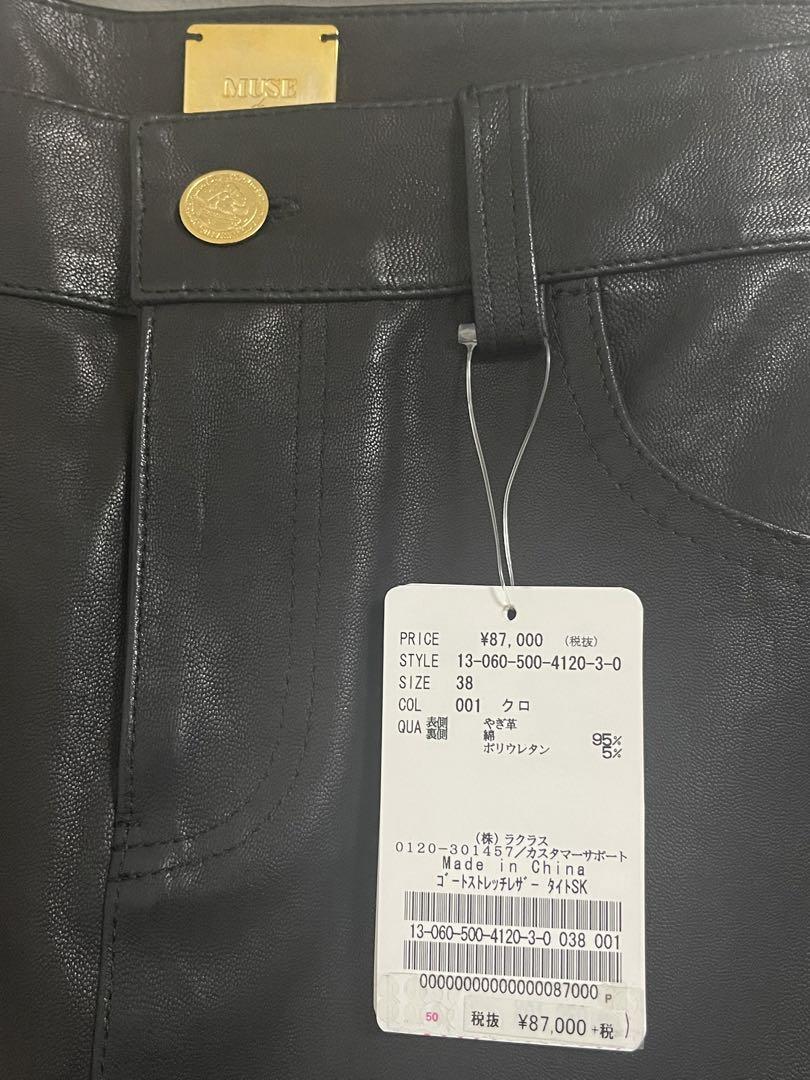 MUSE
PRICE ¥87,000 (税抜)
STYLE 13-060-500-4120-3-0
SIZE 38
COL 001 クロ
QUA 表側 やぎ革
裏側 綿 95%
ポリウレタン 5%
(株)ラクラス
0120-301457/カスタマーサポート
Made in China
ゴートストレッチレザー タイトSK
13-060-500-4120-3-0 038 001
00000000000000087000 P
50 税抜 ¥87,000+税